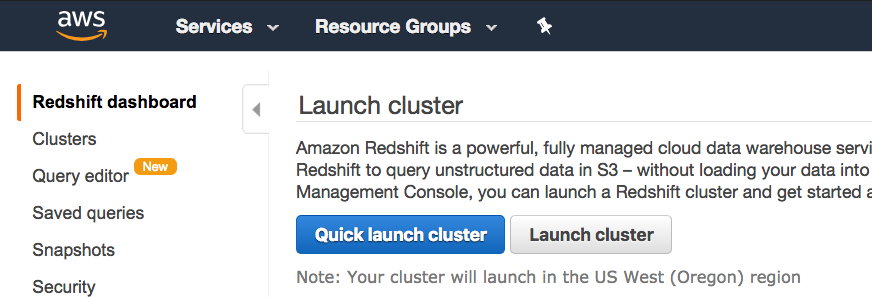 aws
Services
Resource Groups
Redshift dashboard
Clusters
Query editor New
Saved queries
Snapshots
Security
Launch cluster
Amazon Redshift is a powerful, fully managed cloud data warehouse
Redshift to query unstructured data in S3 – without loading your data into
Management Console, you can launch a Redshift cluster and get started
Quick launch cluster
Launch cluster
Note: Your cluster will launch in the US West (Oregon) region